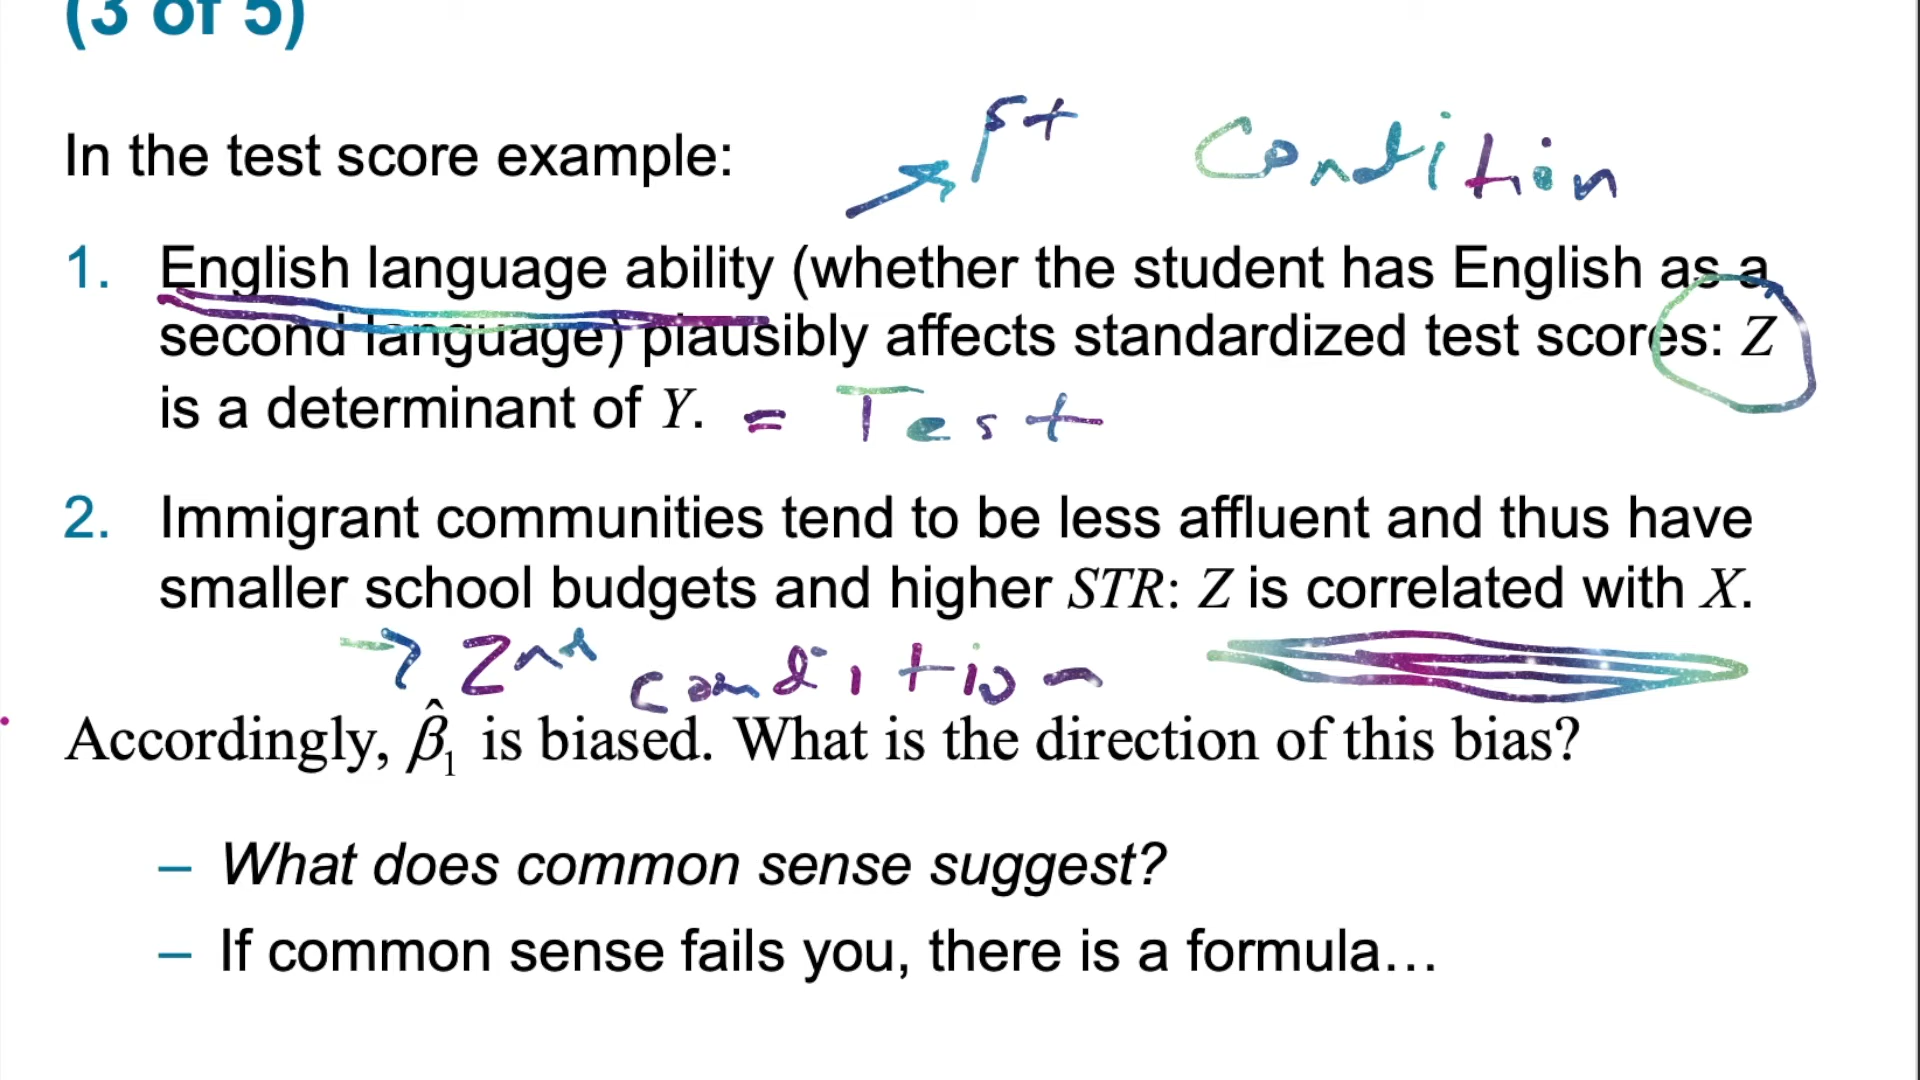 (3 of 5)
In the test score example:
1st Condition
1. English language ability (whether the student has English as a
second language) plausibly affects standardized test scores: Z
is a determinant of Y. = Test
2. Immigrant communities tend to be less affluent and thus have
smaller school budgets and higher STR: Z is correlated with X.
→ 2nd condition
Accordingly, β̂₁ is biased. What is the direction of this bias?
– What does common sense suggest?
– If common sense fails you, there is a formula…